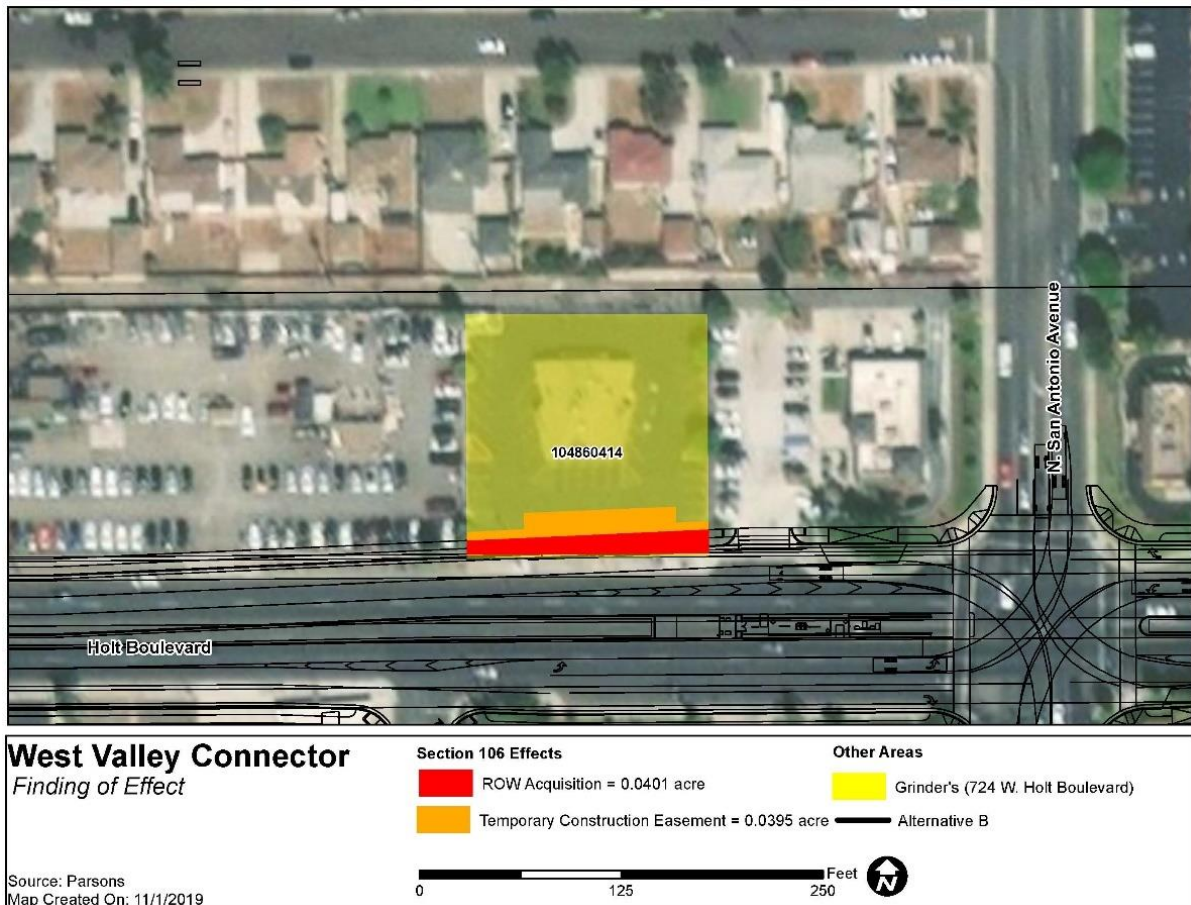 N. San Antonio Avenue
104860414
Holt Boulevard
West Valley Connector
Finding of Effect
Source: Parsons
Map Created On: 11/1/2019
Section 106 Effects
ROW Acquisition = 0.0401 acre
Temporary Construction Easement = 0.0395 acre
Other Areas
Grinder's (724 W. Holt Boulevard)
Alternative B
0 125 250 Feet
N